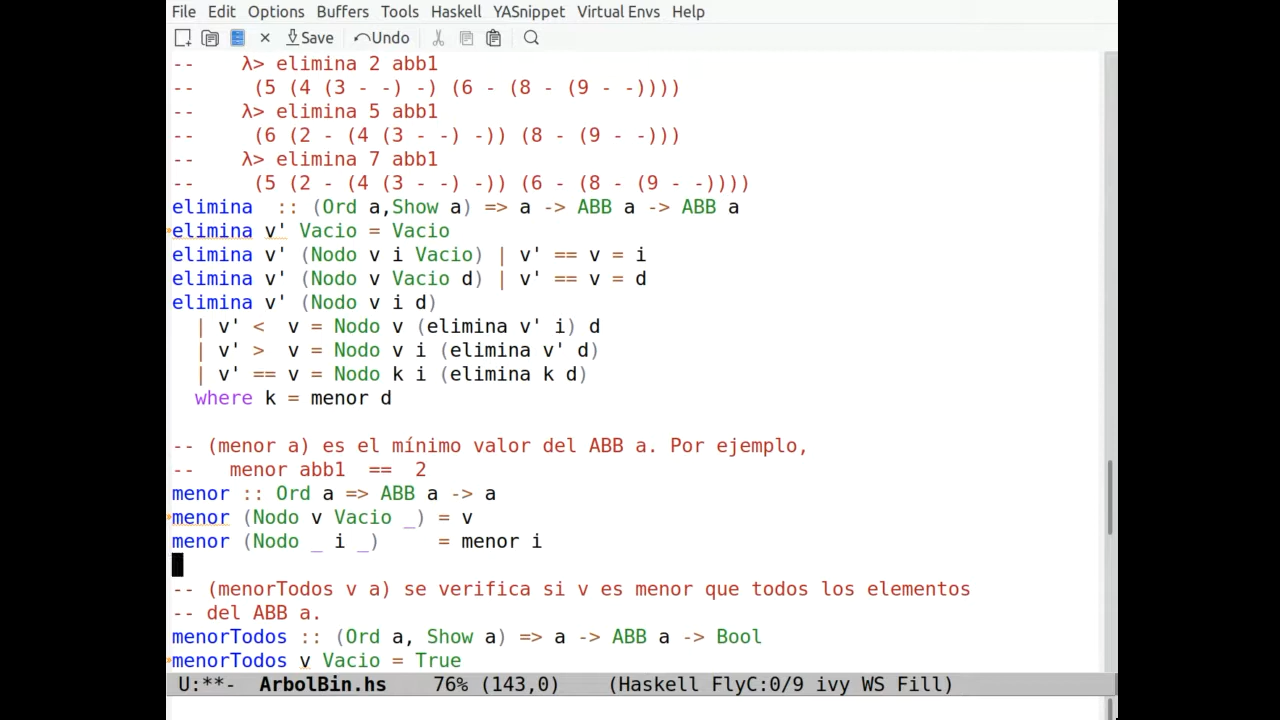 File Edit Options Buffers Tools Haskell YASnippet Virtual Envs Help
Save Undo
--    λ> elimina 2 abb1
--     (5 (4 (3 - -) -) (6 - (8 - (9 - -))))
--    λ> elimina 5 abb1
--     (6 (2 - (4 (3 - -) -)) (8 - (9 - -)))
--    λ> elimina 7 abb1
--     (5 (2 - (4 (3 - -) -)) (6 - (8 - (9 - -))))
elimina  :: (Ord a,Show a) => a -> ABB a -> ABB a
elimina v' Vacio = Vacio
elimina v' (Nodo v i Vacio) | v' == v = i
elimina v' (Nodo v Vacio d) | v' == v = d
elimina v' (Nodo v i d)
  | v' <  v = Nodo v (elimina v' i) d
  | v' >  v = Nodo v i (elimina v' d)
  | v' == v = Nodo k i (elimina k d)
  where k = menor d
-- (menor a) es el mínimo valor del ABB a. Por ejemplo,
--   menor abb1  ==  2
menor :: Ord a => ABB a -> a
menor (Nodo v Vacio _) = v
menor (Nodo _ i _)     = menor i
-- (menorTodos v a) se verifica si v es menor que todos los elementos
-- del ABB a.
menorTodos :: (Ord a, Show a) => a -> ABB a -> Bool
menorTodos v Vacio = True
U:**-  ArbolBin.hs    76% (143,0)    (Haskell FlyC:0/9 ivy WS Fill)